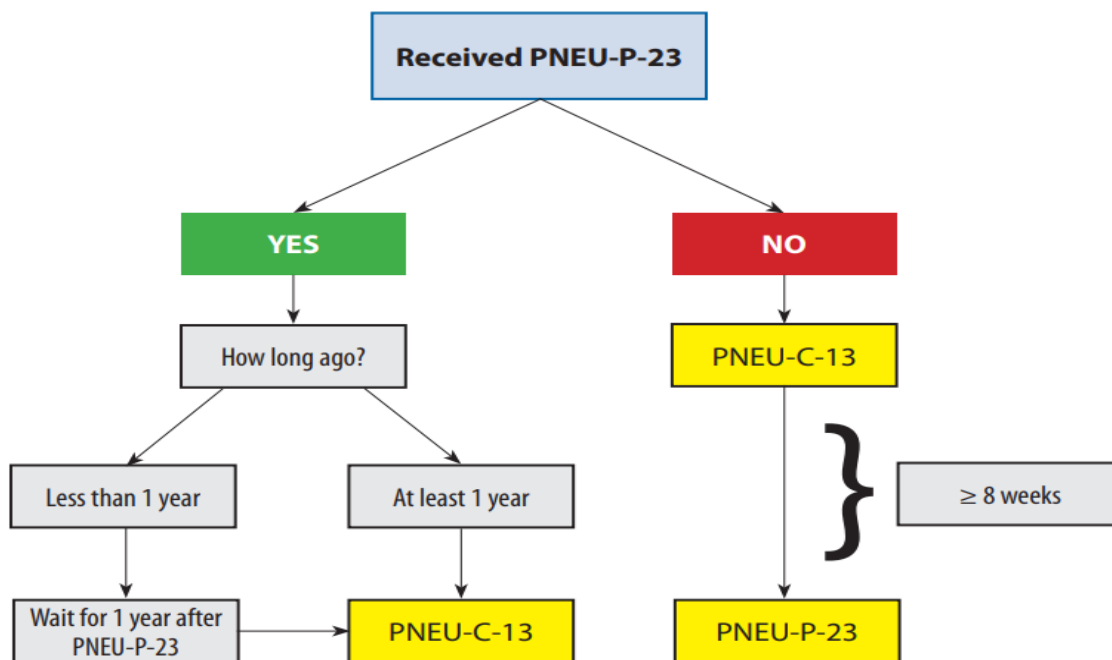 Received PNEU-P-23
YES
NO
How long ago?
PNEU-C-13
Less than 1 year
At least 1 year
}
≥ 8 weeks
Wait for 1 year after
PNEU-P-23
PNEU-C-13
PNEU-P-23